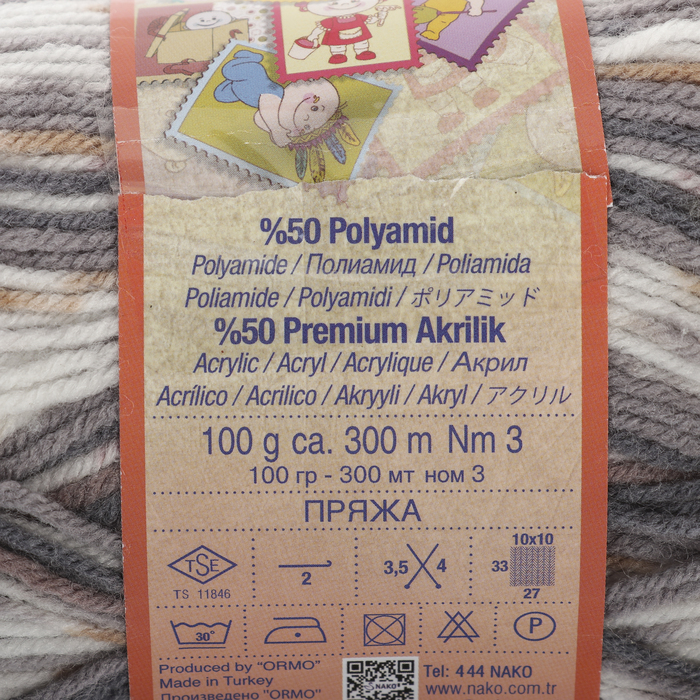 %50 Polyamid
Polyamide / Полиамид / Poliamida
Poliamide / Polyamidi / ポリアミッド
%50 Premium Akrilik
Acrylic / Acryl / Acrylique / Акрил
Acrílico / Acrilico / Akryyli / Akryl / アクリル
100 g ca. 300 m Nm 3
100 гр - 300 мт ном 3
ПРЯЖА
TSE
TS 11846
2
3,5 4
10x10
33
27
30°
P
Produced by "ORMO"
Made in Turkey
Произведено "ORMO"
NAKO
Tel: 4 44 NAKO
www.nako.com.tr